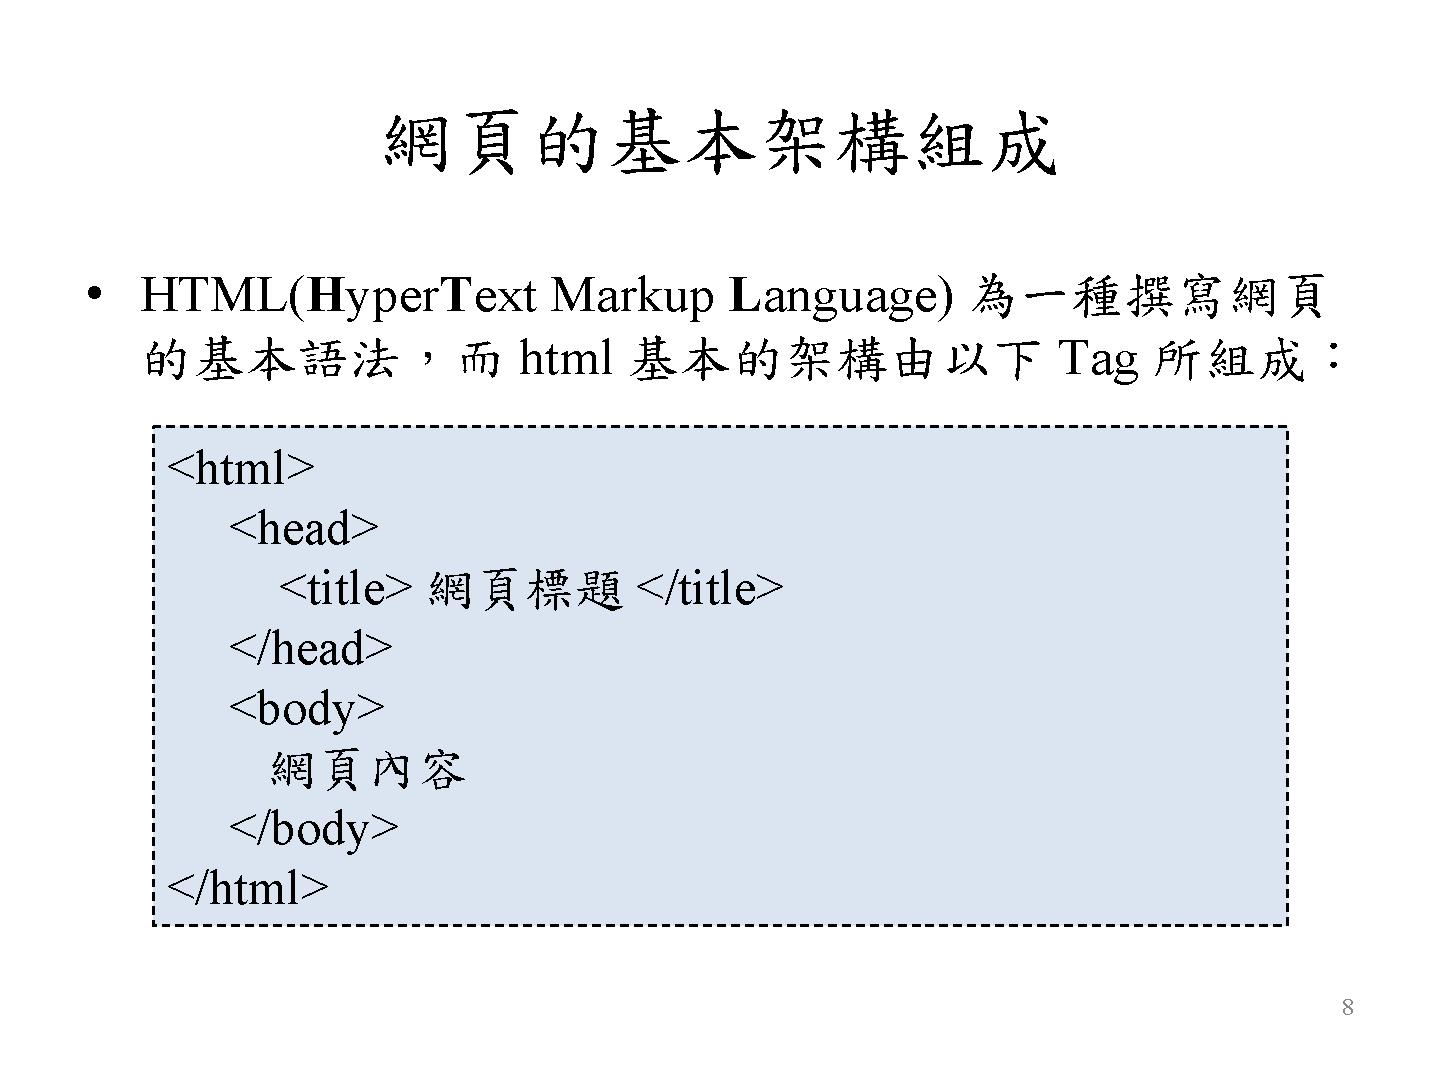 網頁的基本架構組成
• HTML(HyperText Markup Language) 為一種撰寫網頁
的基本語法，而 html 基本的架構由以下 Tag 所組成：
<html>
<head>
<title> 網頁標題 </title>
</head>
<body>
網頁內容
</body>
</html>
8